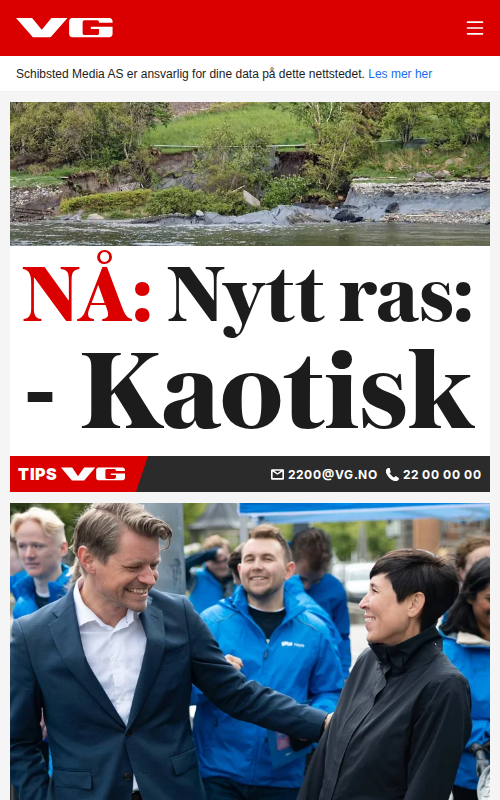 VG
Schibsted Media AS er ansvarlig for dine data på dette nettstedet. Les mer her
NÅ: Nytt ras:
- Kaotisk
TIPS VG 2200@VG.NO 22 00 00 00